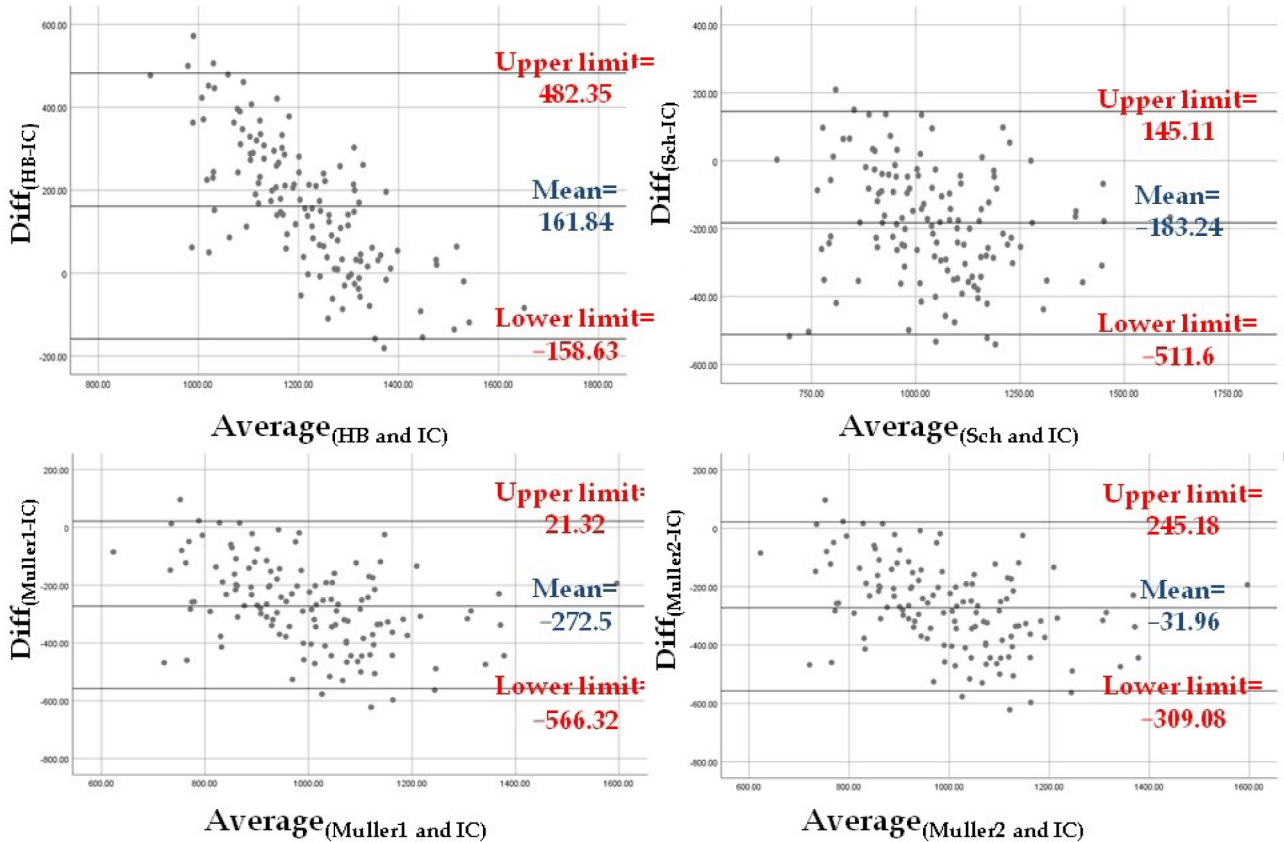 600.00
400.00
200.00
0
-200.00
800.00 1000.00 1200.00 1400.00 1600.00 1800.00
Diff(HB-IC)
Upper limit=
482.35
Mean=
161.84
Lower limit=
−158.63
Average(HB and IC)
400.00
200.00
0
-200.00
-400.00
-600.00
750.00 1000.00 1250.00 1500.00 1750.00
Diff(Sch-IC)
Upper limit=
145.11
Mean=
−183.24
Lower limit=
−511.6
Average(Sch and IC)
200.00
0
-200.00
-400.00
-600.00
-800.00
600.00 800.00 1000.00 1200.00 1400.00 1600.00
Diff(Muller1-IC)
Upper limit=
21.32
Mean=
−272.5
Lower limit=
−566.32
Average(Muller1 and IC)
200.00
0
-200.00
-400.00
-600.00
-800.00
600.00 800.00 1000.00 1200.00 1400.00 1600.00
Diff(Muller2-IC)
Upper limit=
245.18
Mean=
−31.96
Lower limit=
−309.08
Average(Muller2 and IC)